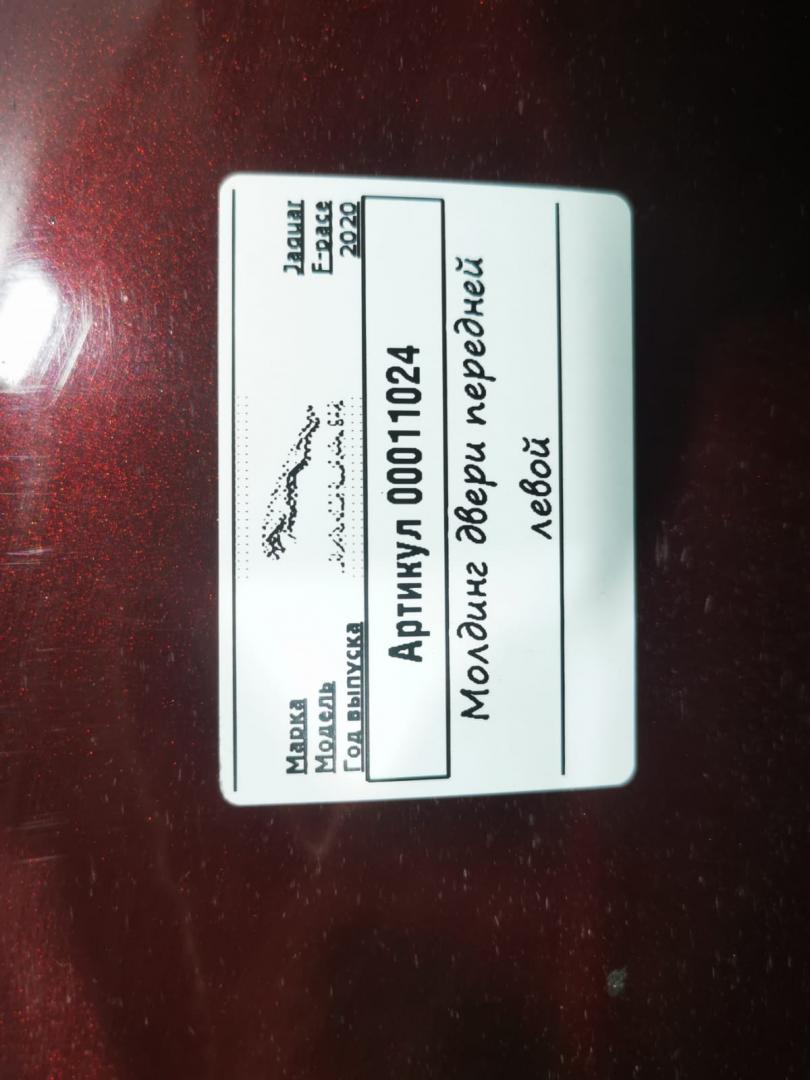 Марка Jaguar
Модель F-pace
Год выпуска 2020
Артикул 00011024
Молдинг двери передней
левой